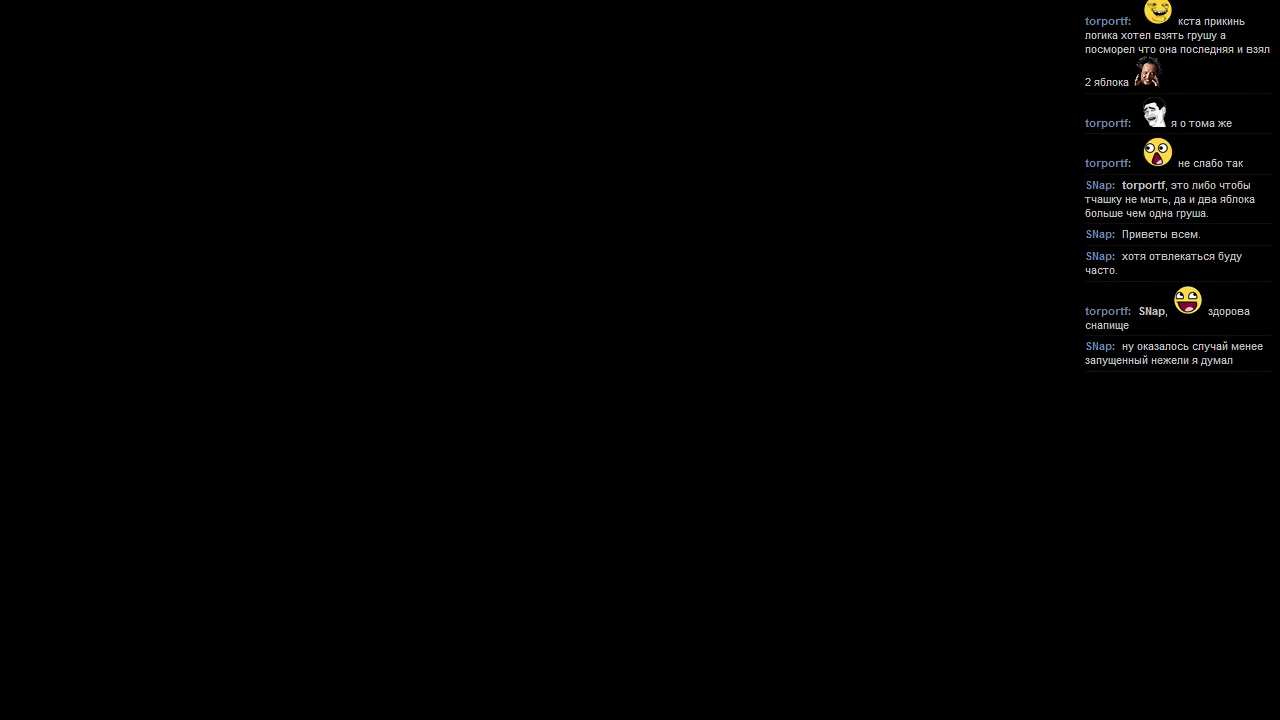 torportf: кста прикинь
логика хотел взять грушу а
посморел что она последняя и взял
2 яблока
torportf: я о тома же
torportf: не слабо так
SNap: torportf, это либо чтобы
тчашку не мыть, да и два яблока
больше чем одна груша.
SNap: Приветы всем.
SNap: хотя отвлекаться буду
часто.
torportf: SNap, здорова
снапище
SNap: ну оказалось случай менее
запущенный нежели я думал